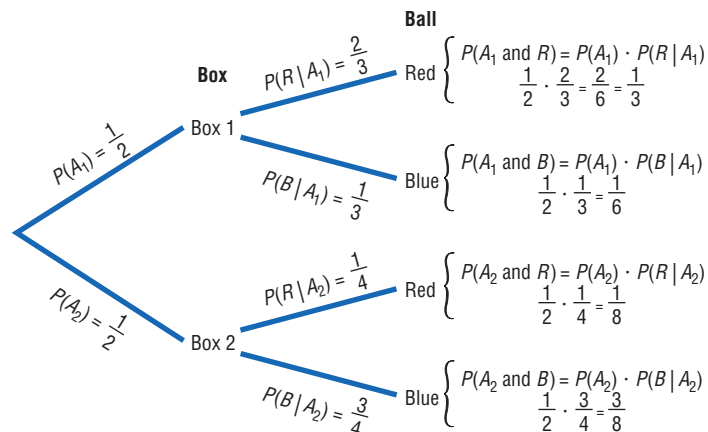 Ball
Box
P(A₁) = 1/2
Box 1
P(R | A₁) = 2/3
Red { P(A₁ and R) = P(A₁) · P(R | A₁)
1/2 · 2/3 = 2/6 = 1/3
P(B | A₁) = 1/3
Blue { P(A₁ and B) = P(A₁) · P(B | A₁)
1/2 · 1/3 = 1/6
P(A₂) = 1/2
Box 2
P(R | A₂) = 1/4
Red { P(A₂ and R) = P(A₂) · P(R | A₂)
1/2 · 1/4 = 1/8
P(B | A₂) = 3/4
Blue { P(A₂ and B) = P(A₂) · P(B | A₂)
1/2 · 3/4 = 3/8